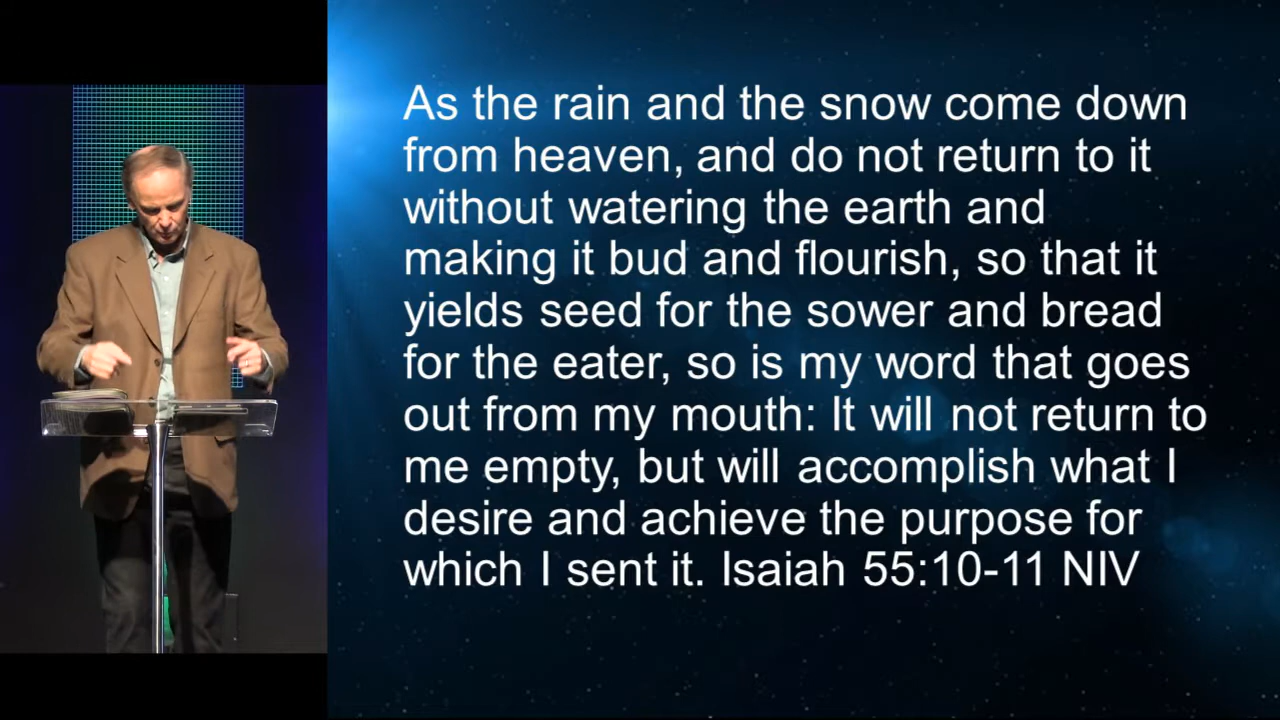 As the rain and the snow come down
from heaven, and do not return to it
without watering the earth and
making it bud and flourish, so that it
yields seed for the sower and bread
for the eater, so is my word that goes
out from my mouth: It will not return to
me empty, but will accomplish what I
desire and achieve the purpose for
which I sent it. Isaiah 55:10-11 NIV